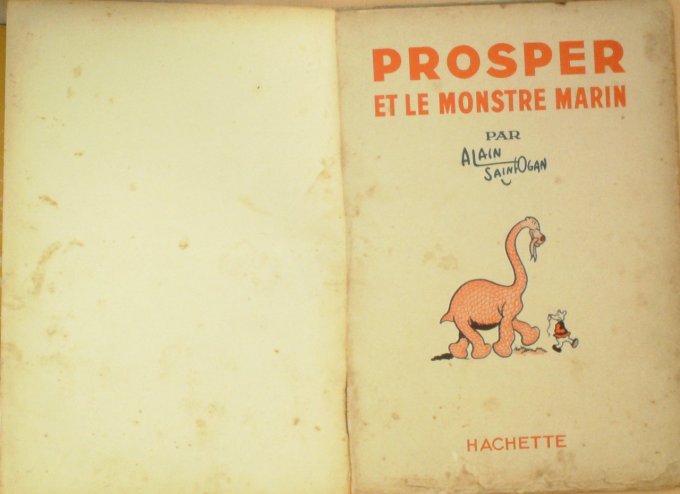 PROSPER
ET LE MONSTRE MARIN
PAR
ALAIN
SAINT-OGAN
HACHETTE